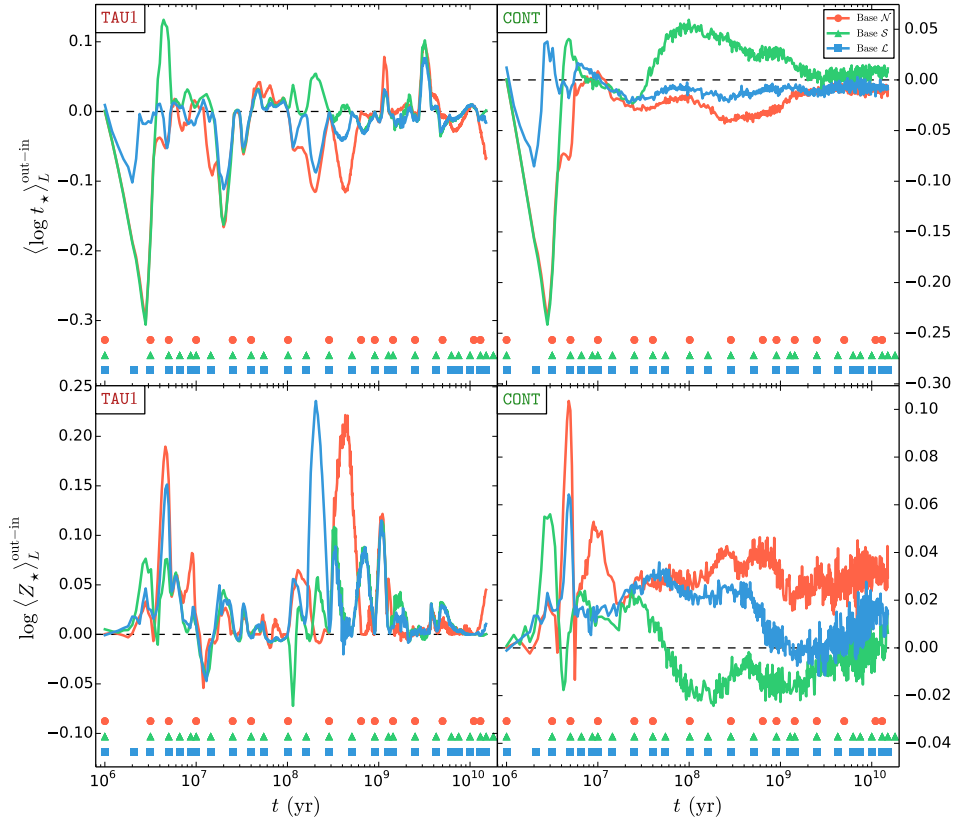 TAU1
CONT
Base 𝒩
Base 𝒮
Base ℒ
0.1
0.0
−0.1
−0.2
−0.3
⟨log t⋆⟩L out−in
0.05
0.00
−0.05
−0.10
−0.15
−0.20
−0.25
−0.30
TAU1
CONT
0.25
0.20
0.15
0.10
0.05
0.00
−0.05
−0.10
log ⟨Z⋆⟩L out−in
0.10
0.08
0.06
0.04
0.02
0.00
−0.02
−0.04
10^6 10^7 10^8 10^9 10^10
10^6 10^7 10^8 10^9 10^10
t (yr)
t (yr)